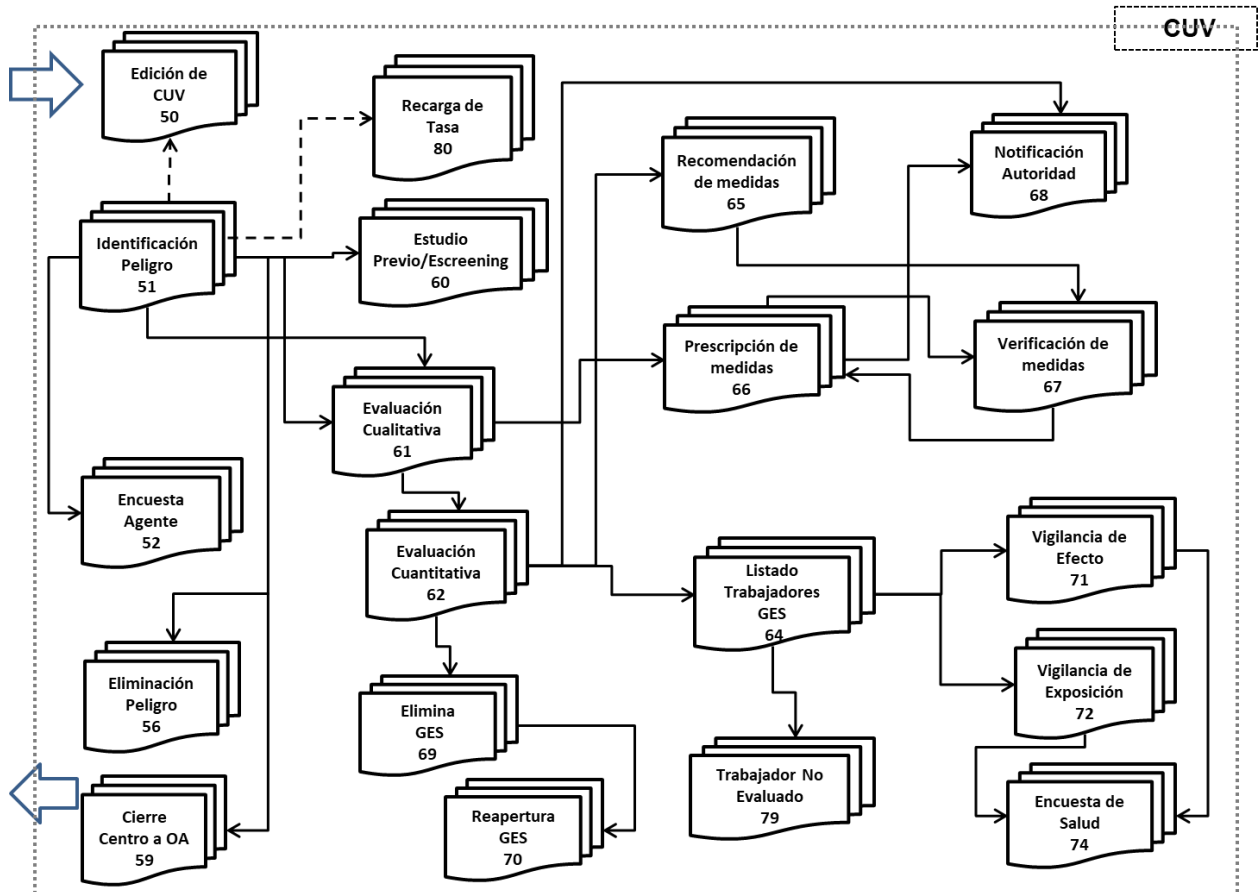 CUV
Edición de
CUV
50
Recarga de
Tasa
80
Recomendación
de medidas
65
Notificación
Autoridad
68
Identificación
Peligro
51
Estudio
Previo/Escreening
60
Prescripción de
medidas
66
Verificación de
medidas
67
Evaluación
Cualitativa
61
Encuesta
Agente
52
Evaluación
Cuantitativa
62
Listado
Trabajadores
GES
64
Vigilancia de
Efecto
71
Eliminación
Peligro
56
Elimina
GES
69
Vigilancia de
Exposición
72
Cierre
Centro a OA
59
Reapertura
GES
70
Trabajador No
Evaluado
79
Encuesta de
Salud
74